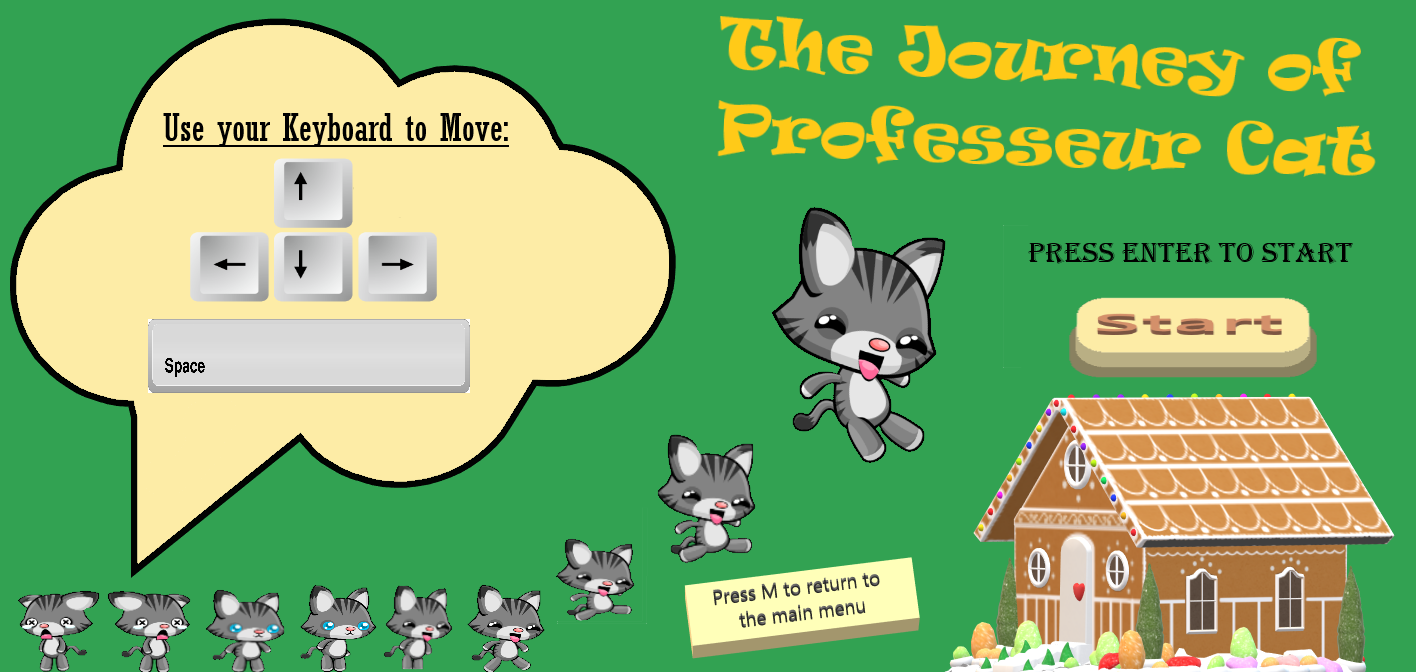 Use your Keyboard to Move:
↑
← ↓ →
Space
The Journey of
Professeur Cat
PRESS ENTER TO START
Start
Press M to return to
the main menu